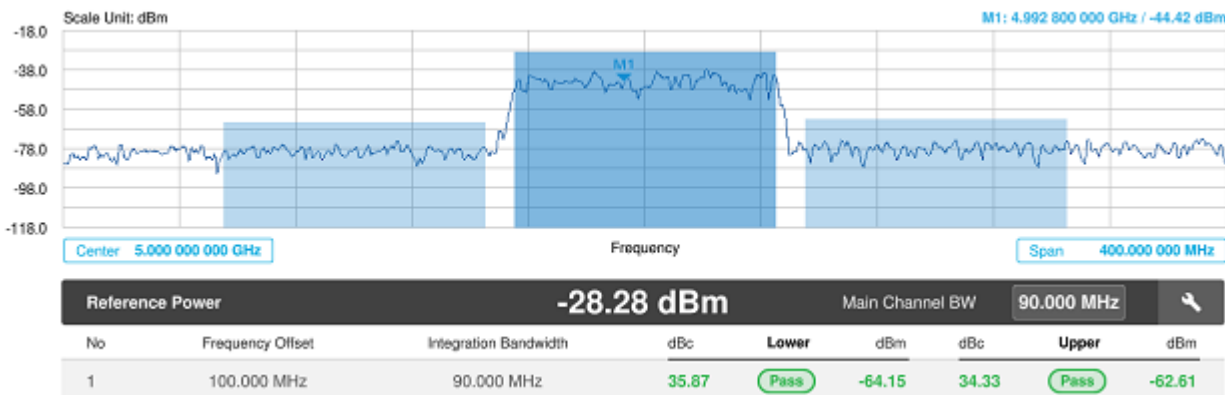 Scale Unit: dBm
M1: 4.992 800 000 GHz / -44.42 dBm
-18.0
-38.0
M1
-58.0
-78.0
-98.0
-118.0
Center 5.000 000 000 GHz
Frequency
Span 400.000 000 MHz
Reference Power -28.28 dBm Main Channel BW 90.000 MHz
No Frequency Offset Integration Bandwidth dBc Lower dBm dBc Upper dBm
1 100.000 MHz 90.000 MHz 35.87 Pass -64.15 34.33 Pass -62.61